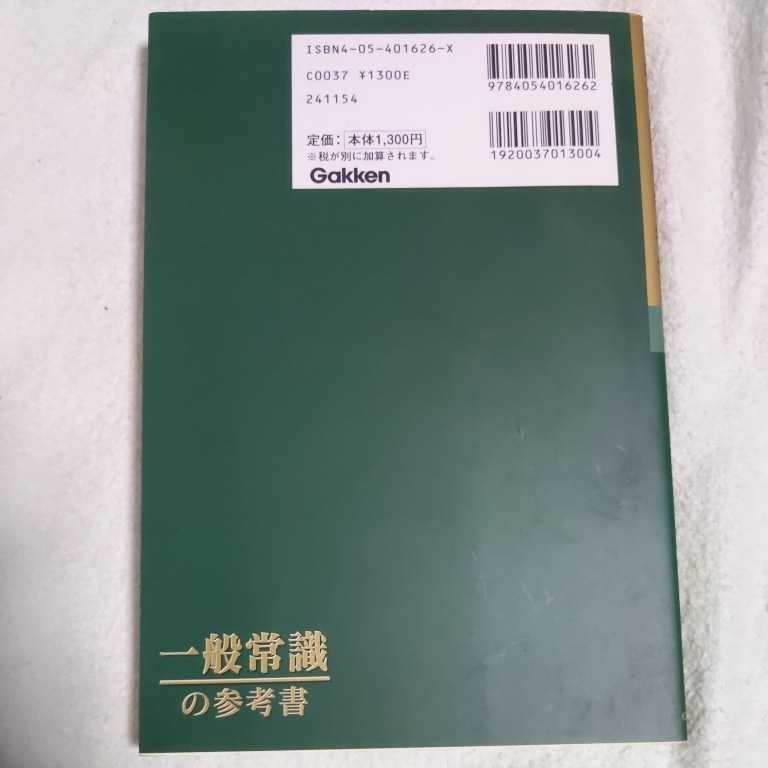 ISBN4-05-401626-X
C0037 ¥1300E
241154
9784054016262
定価：本体1,300円
※税が別に加算されます。
1920037013004
Gakken
一般常識
の参考書